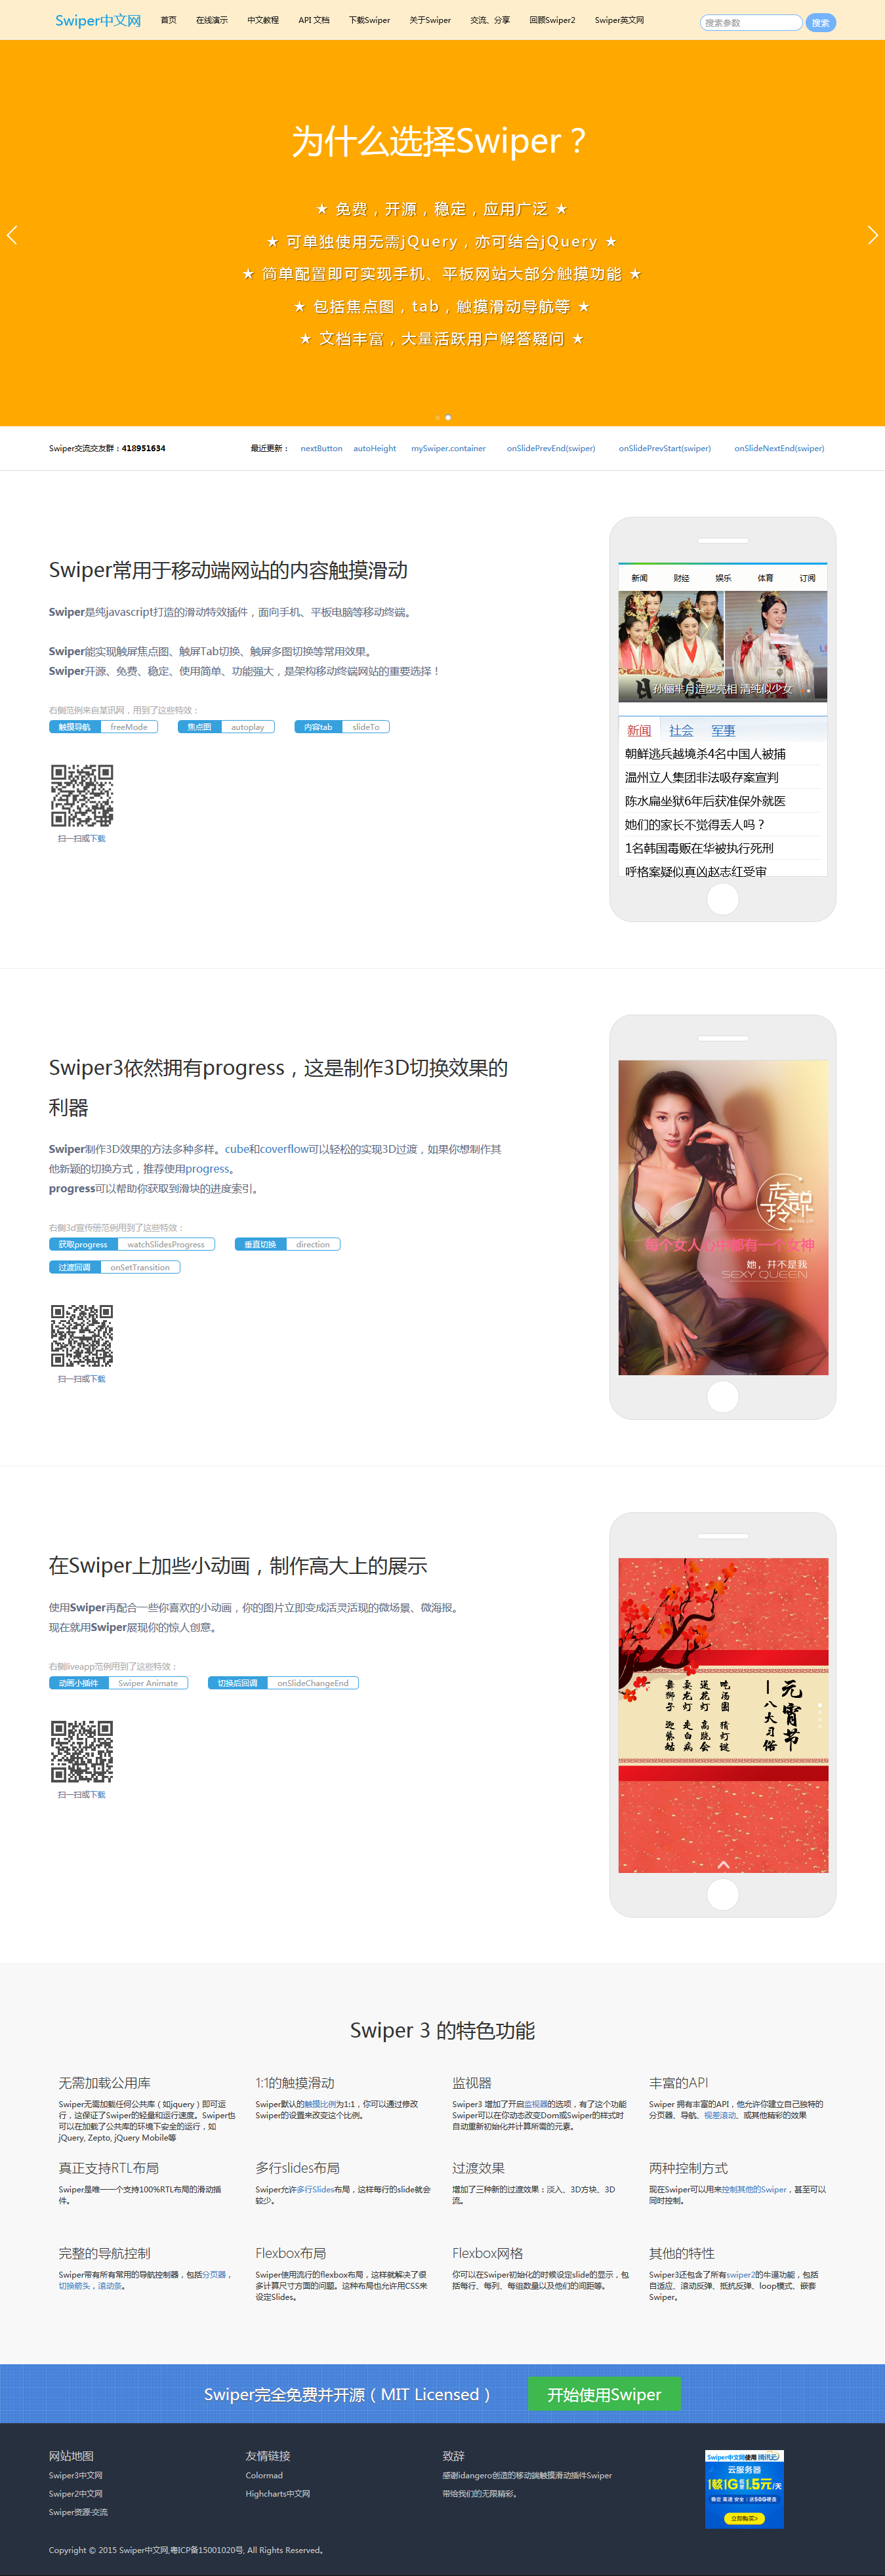 Swiper中文网 首页 在线演示 中文教程 API 文档 下载Swiper 关于Swiper 交流、分享 回顾Swiper2 Swiper英文网 搜索参数 搜索
为什么选择Swiper？
★ 免费，开源，稳定，应用广泛 ★
★ 可单独使用无需jQuery，亦可结合jQuery ★
★ 简单配置即可实现手机、平板网站大部分触摸功能 ★
★ 包括焦点图，tab，触摸滑动导航等 ★
★ 文档丰富，大量活跃用户解答疑问 ★
Swiper交流交友群：418951634 最近更新： nextButton autoHeight mySwiper.container onSlidePrevEnd(swiper) onSlidePrevStart(swiper) onSlideNextEnd(swiper)
Swiper常用于移动端网站的内容触摸滑动
Swiper是纯javascript打造的滑动特效插件，面向手机、平板电脑等移动终端。
Swiper能实现触屏焦点图、触屏Tab切换、触屏多图切换等常用效果。
Swiper开源、免费、稳定、使用简单、功能强大，是架构移动终端网站的重要选择！
右侧范例来自某讯网，用到了这些特效：
触摸导航 freeMode 焦点图 autoplay 内容tab slideTo
扫一扫或下载
新闻 财经 娱乐 体育 订阅
孙俪芈月造型亮相 清纯似少女
新闻 社会 军事
朝鲜逃兵越境杀4名中国人被捕
温州立人集团非法吸存案宣判
陈水扁坐狱6年后获准保外就医
她们的家长不觉得丢人吗？
1名韩国毒贩在华被执行死刑
呼格案疑似真凶赵志红受审
Swiper3依然拥有progress，这是制作3D切换效果的
利器
Swiper制作3D效果的方法多种多样。cube和coverflow可以轻松的实现3D过渡，如果你想制作其
他新颖的切换方式，推荐使用progress。
progress可以帮助你获取到滑块的进度索引。
右侧3d宣传册范例用到了这些特效：
获取progress watchSlidesProgress 垂直切换 direction
过渡回调 onSetTransition
扫一扫或下载
每个女人心中都有一个女神
她，并不是我
SEXY QUEEN
在Swiper上加些小动画，制作高大上的展示
使用Swiper再配合一些你喜欢的小动画，你的图片立即变成活灵活现的微场景、微海报。
现在就用Swiper展现你的惊人创意。
右侧liveapp范例用到了这些特效：
动画小插件 Swiper Animate 切换后回调 onSlideChangeEnd
扫一扫或下载
元宵节
八大习俗
吃汤圆 猜灯谜
送花灯 高跷会
耍龙灯 走白病
耍狮子 迎紫姑
Swiper 3 的特色功能
无需加载公用库
Swiper无需加载任何公共库（如jquery）即可运
行，这保证了Swiper的轻量和运行速度。Swiper也
可以在加载了公共库的环境下安全的运行，如
jQuery, Zepto, jQuery Mobile等
1:1的触摸滑动
Swiper默认的触摸比例为1:1，你可以通过修改
Swiper的设置来改变这个比例。
监视器
Swiper3 增加了开启监视器的选项，有了这个功能
Swiper可以在你动态改变Dom或Swiper的样式时
自动重新初始化并计算所需的元素。
丰富的API
Swiper 拥有丰富的API，他允许你建立自己独特的
分页器、导航、视差滚动、或其他精彩的效果
真正支持RTL布局
Swiper是唯一一个支持100%RTL布局的滑动插
件。
多行slides布局
Swiper允许多行Slides布局，这样每行的slide就会
较少。
过渡效果
增加了三种新的过渡效果：淡入、3D方块、3D
流。
两种控制方式
现在Swiper可以用来控制其他的Swiper，甚至可以
同时控制。
完整的导航控制
Swiper带有所有常用的导航控制器，包括分页器，
切换箭头，滚动条。
Flexbox布局
Swiper使用流行的flexbox布局，这样就解决了很
多计算尺寸方面的问题。这种布局也允许用CSS来
设定Slides。
Flexbox网格
你可以在Swiper初始化的时候设定slide的显示，包
括每行、每列、每组数量以及他们的间距等。
其他的特性
Swiper3还包含了所有swiper2的牛逼功能，包括
自适应、滚动反弹、抵抗反弹、loop模式、嵌套
Swiper。
Swiper完全免费并开源（MIT Licensed） 开始使用Swiper
网站地图
Swiper3中文网
Swiper2中文网
Swiper资源·交流
友情链接
Colormad
Highcharts中文网
致辞
感谢idangero创造的移动端触摸滑动插件Swiper
带给我们的无限精彩。
Swiper中文网使用 腾讯云
云服务器
1核1G 1.5元/天
稳定 高速 安全 | 送50G硬盘
立即购买>
Copyright © 2015 Swiper中文网,粤ICP备15001020号, All Rights Reserved。